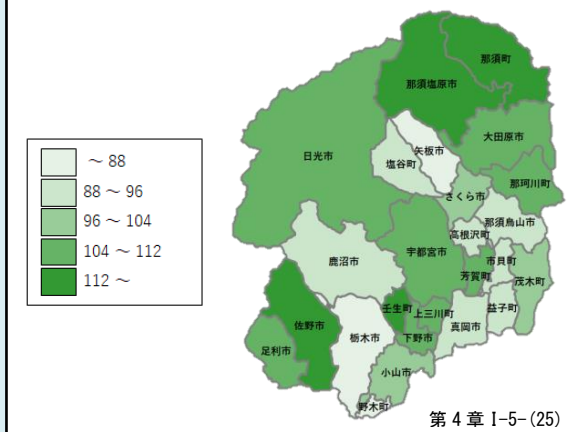 ～ 88
88 ～ 96
96 ～ 104
104 ～ 112
112 ～
那須町
那須塩原市
大田原市
日光市
矢板市
塩谷町
那珂川町
さくら市
那須烏山市
高根沢町
宇都宮市
鹿沼市
市貝町
芳賀町
茂木町
壬生町
上三川町
益子町
佐野市
真岡市
栃木市
下野市
足利市
小山市
野木町
第４章Ⅰ-5-(25)